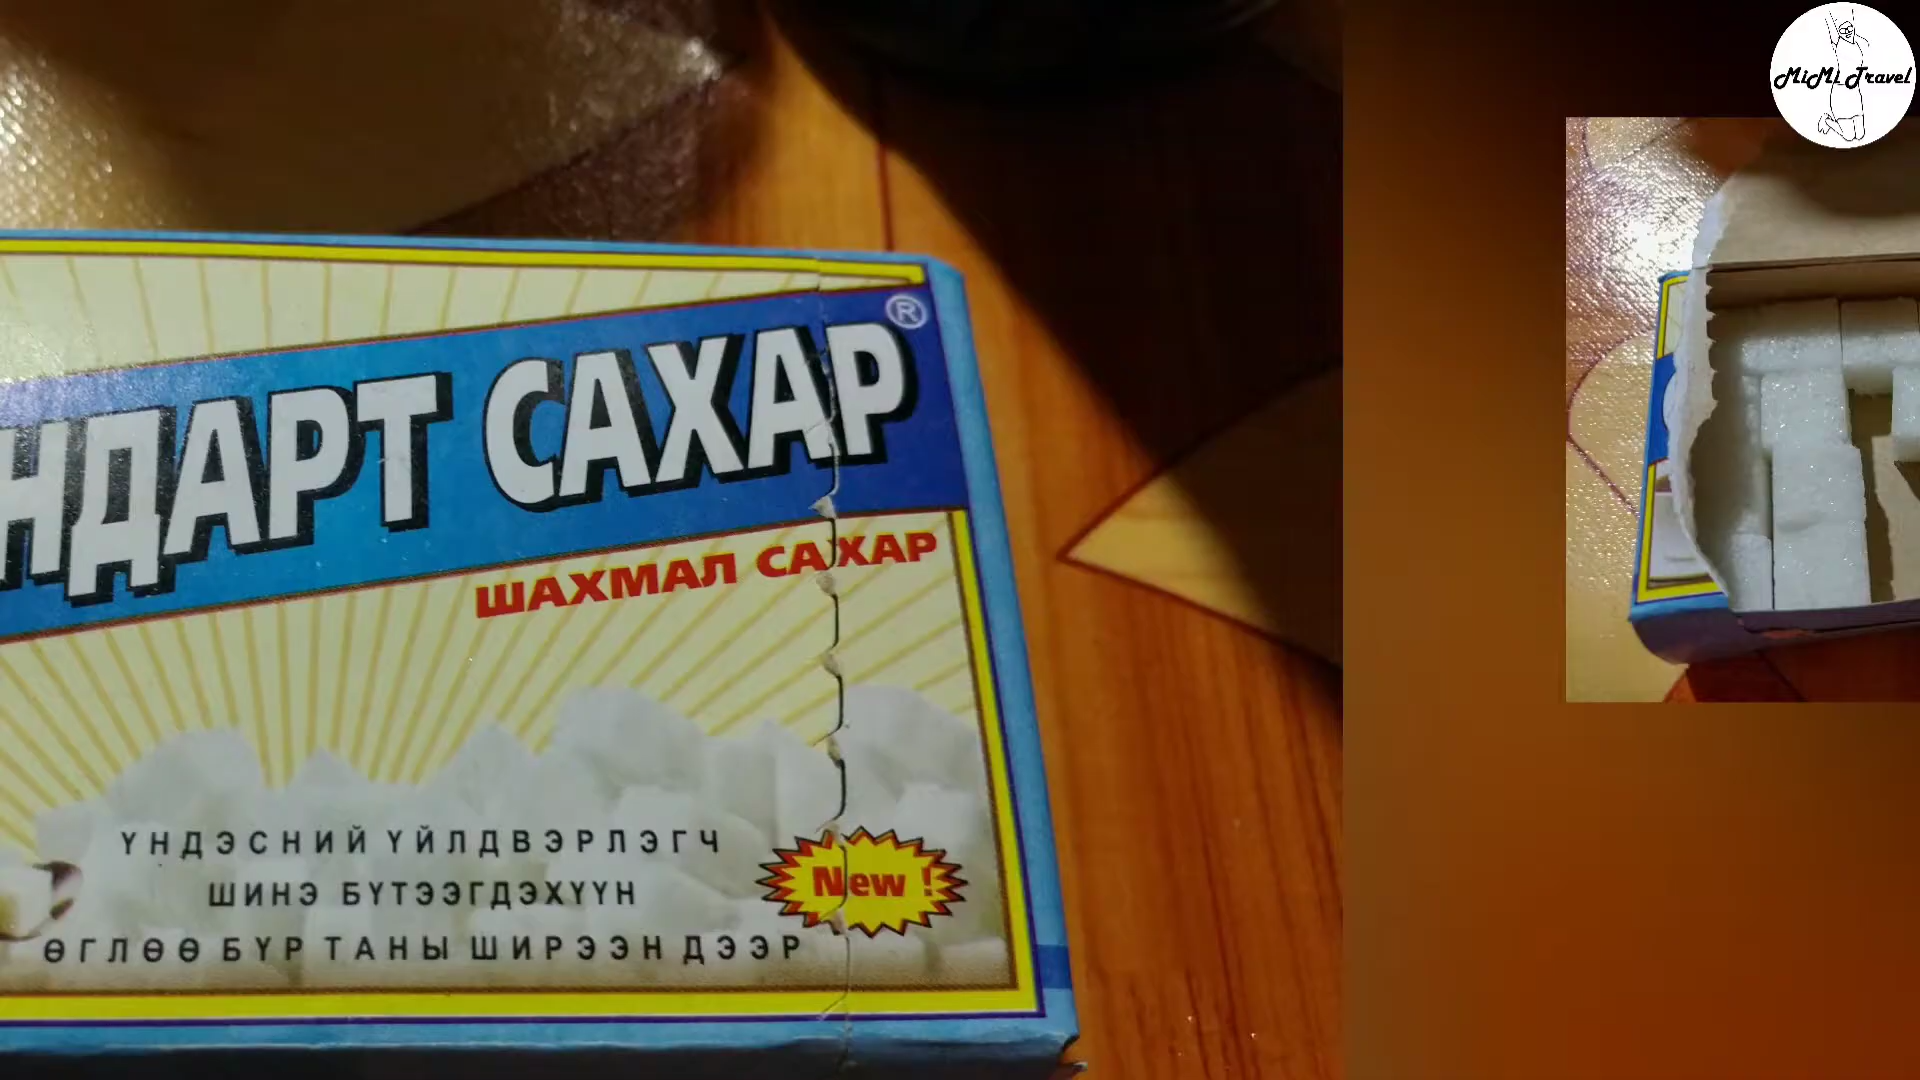 MiMi Travel
НДАРТ САХАР®
ШАХМАЛ САХАР
ҮНДЭСНИЙ ҮЙЛДВЭРЛЭГЧ
ШИНЭ БҮТЭЭГДЭХҮҮН
ӨГЛӨӨ БҮР ТАНЫ ШИРЭЭН ДЭЭР
New !